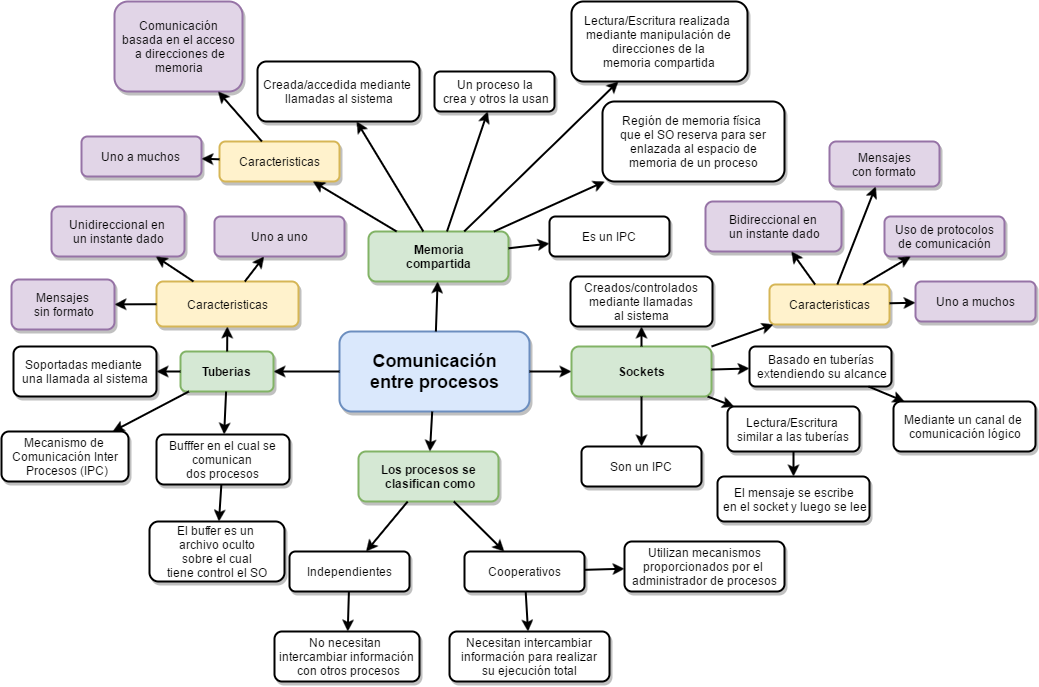 Comunicación
basada en el acceso
a direcciones de
memoria
Creada/accedida mediante
llamadas al sistema
Un proceso la
crea y otros la usan
Lectura/Escritura realizada
mediante manipulación de
direcciones de la
memoria compartida
Región de memoria física
que el SO reserva para ser
enlazada al espacio de
memoria de un proceso
Uno a muchos
Caracteristicas
Mensajes
con formato
Unidireccional en
un instante dado
Uno a uno
Memoria
compartida
Es un IPC
Bidireccional en
un instante dado
Uso de protocolos
de comunicación
Mensajes
sin formato
Caracteristicas
Creados/controlados
mediante llamadas
al sistema
Caracteristicas
Uno a muchos
Soportadas mediante
una llamada al sistema
Tuberias
Comunicación
entre procesos
Sockets
Basado en tuberías
extendiendo su alcance
Mediante un canal de
comunicación lógico
Mecanismo de
Comunicación Inter
Procesos (IPC)
Bufffer en el cual se
comunican
dos procesos
Los procesos se
clasifican como
Son un IPC
Lectura/Escritura
similar a las tuberías
El mensaje se escribe
en el socket y luego se lee
El buffer es un
archivo oculto
sobre el cual
tiene control el SO
Independientes
Cooperativos
Utilizan mecanismos
proporcionados por el
administrador de procesos
No necesitan
intercambiar información
con otros procesos
Necesitan intercambiar
información para realizar
su ejecución total